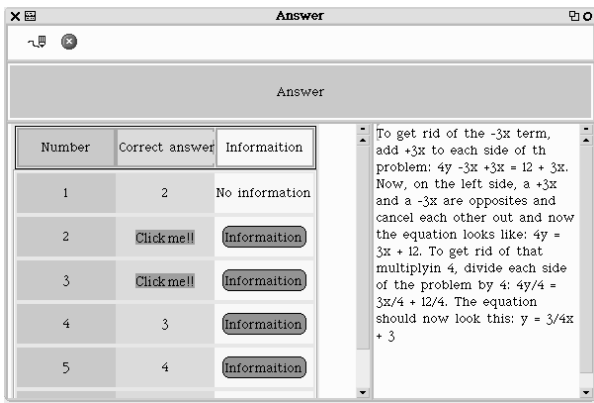 Answer
Answer
Number Correct answer Informaition
1 2 No information
2 Click me!! Informaition
3 Click me!! Informaition
4 3 Informaition
5 4 Informaition
To get rid of the -3x term,
add +3x to each side of th
problem: 4y -3x +3x = 12 + 3x.
Now, on the left side, a +3x
and a -3x are opposites and
cancel each other out and now
the equation looks like: 4y =
3x + 12. To get rid of that
multiplyin 4, divide each side
of the problem by 4: 4y/4 =
3x/4 + 12/4. The equation
should now look this: y = 3/4x
+ 3